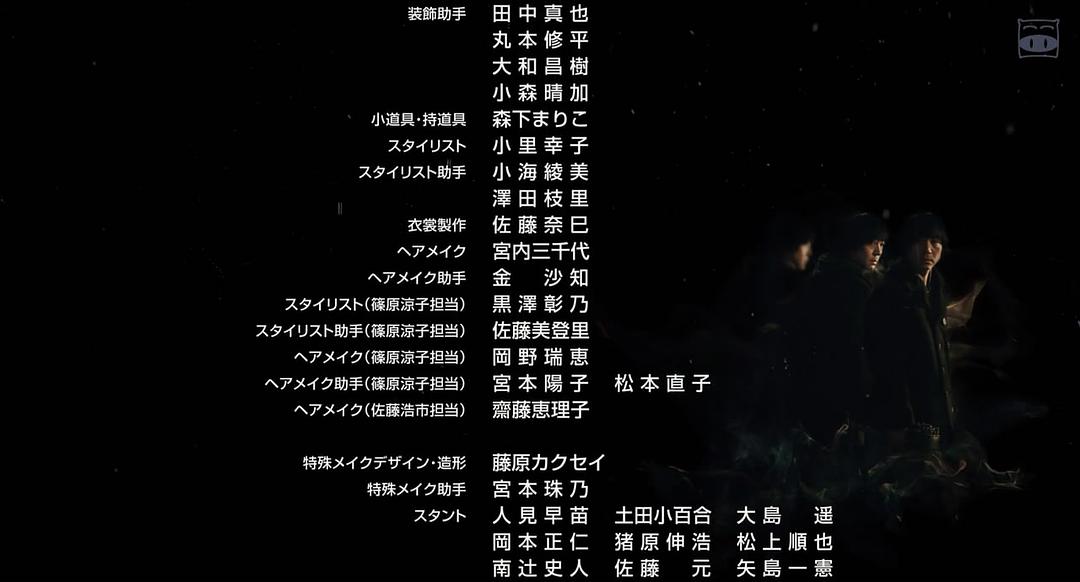 装飾助手 田中真也
丸本修平
大和昌樹
小森晴加
小道具・持道具 森下まりこ
スタイリスト 小里幸子
スタイリスト助手 小海綾美
澤田枝里
衣裳製作 佐藤奈巳
ヘアメイク 宮内三千代
ヘアメイク助手 金 沙知
スタイリスト(篠原涼子担当) 黒澤彰乃
スタイリスト助手(篠原涼子担当) 佐藤美登里
ヘアメイク(篠原涼子担当) 岡野瑞恵
ヘアメイク助手(篠原涼子担当) 宮本陽子 松本直子
ヘアメイク(佐藤浩市担当) 齋藤恵理子
特殊メイクデザイン・造形 藤原カクセイ
特殊メイク助手 宮本珠乃
スタント 人見早苗 土田小百合 大島 遥
岡本正仁 猪原伸浩 松上順也
南辻史人 佐藤 元 矢島一憲